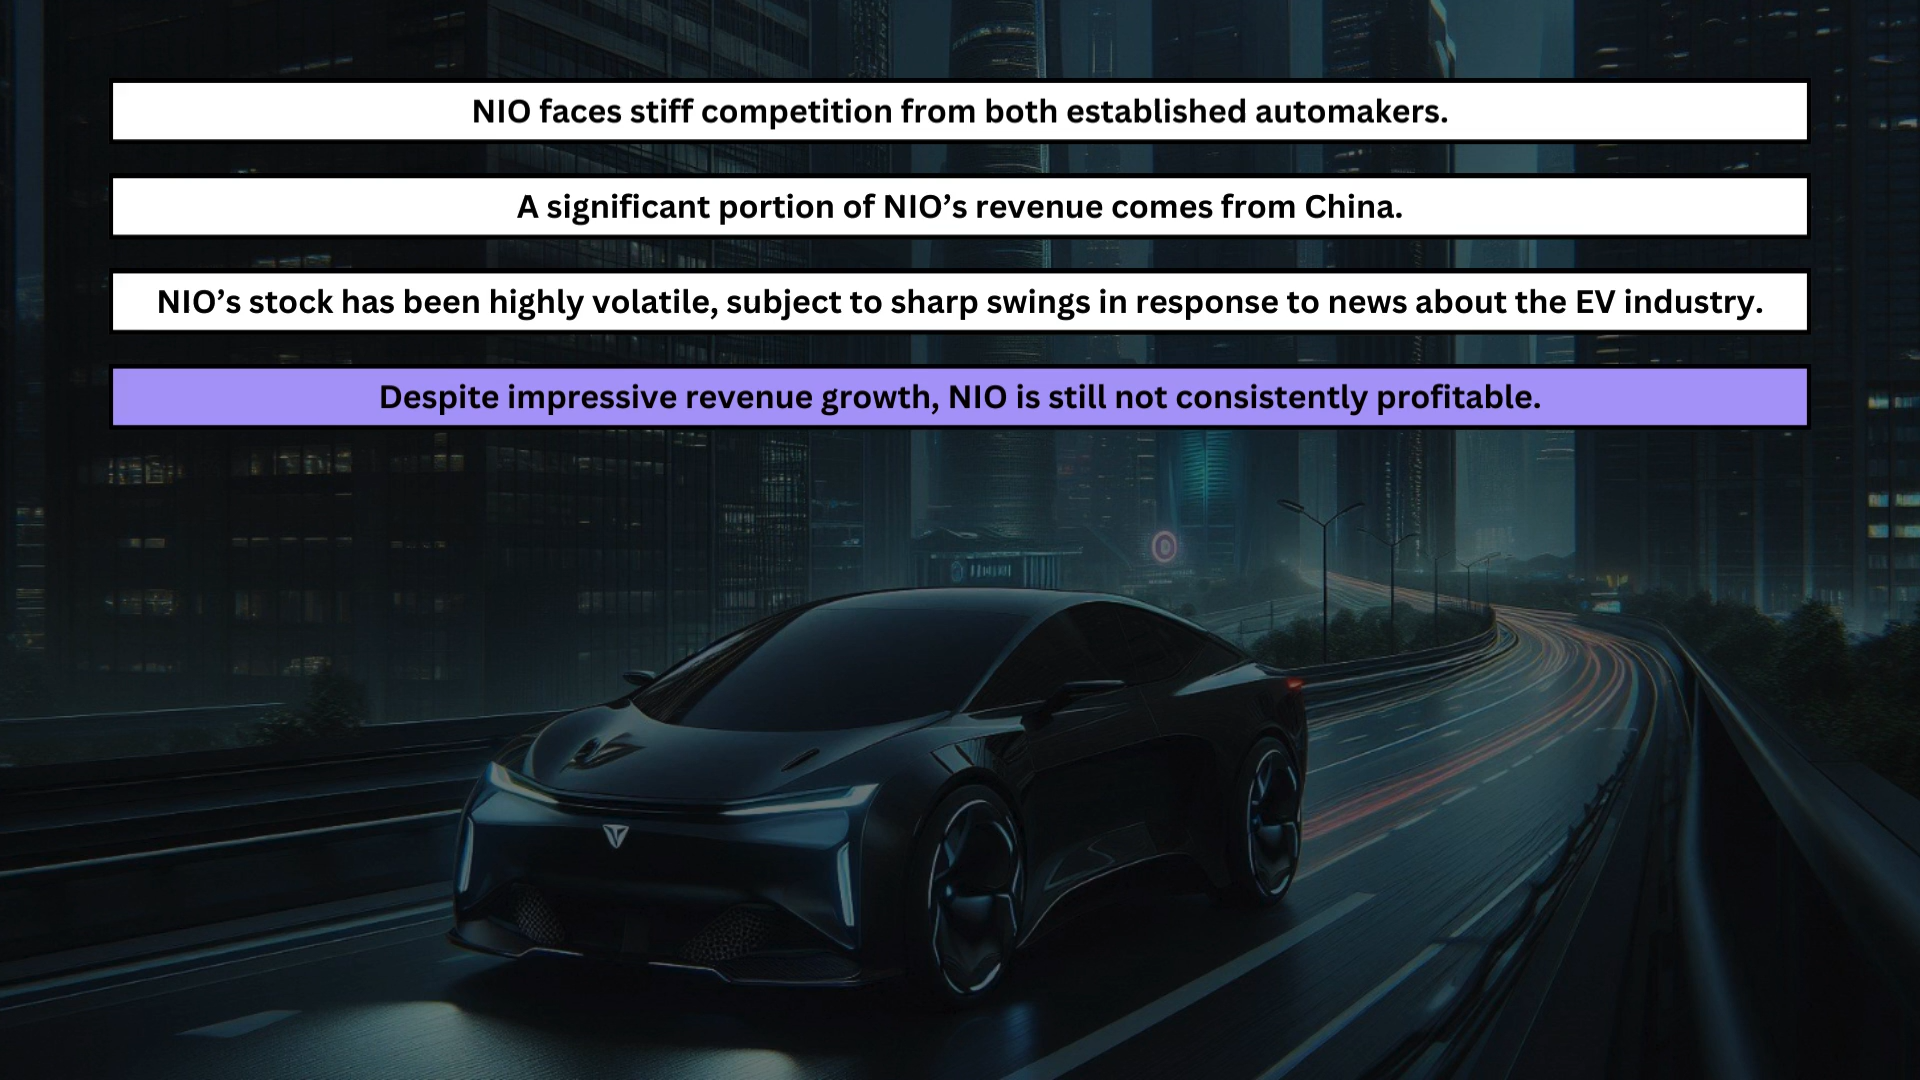 NIO faces stiff competition from both established automakers.
A significant portion of NIO’s revenue comes from China.
NIO’s stock has been highly volatile, subject to sharp swings in response to news about the EV industry.
Despite impressive revenue growth, NIO is still not consistently profitable.